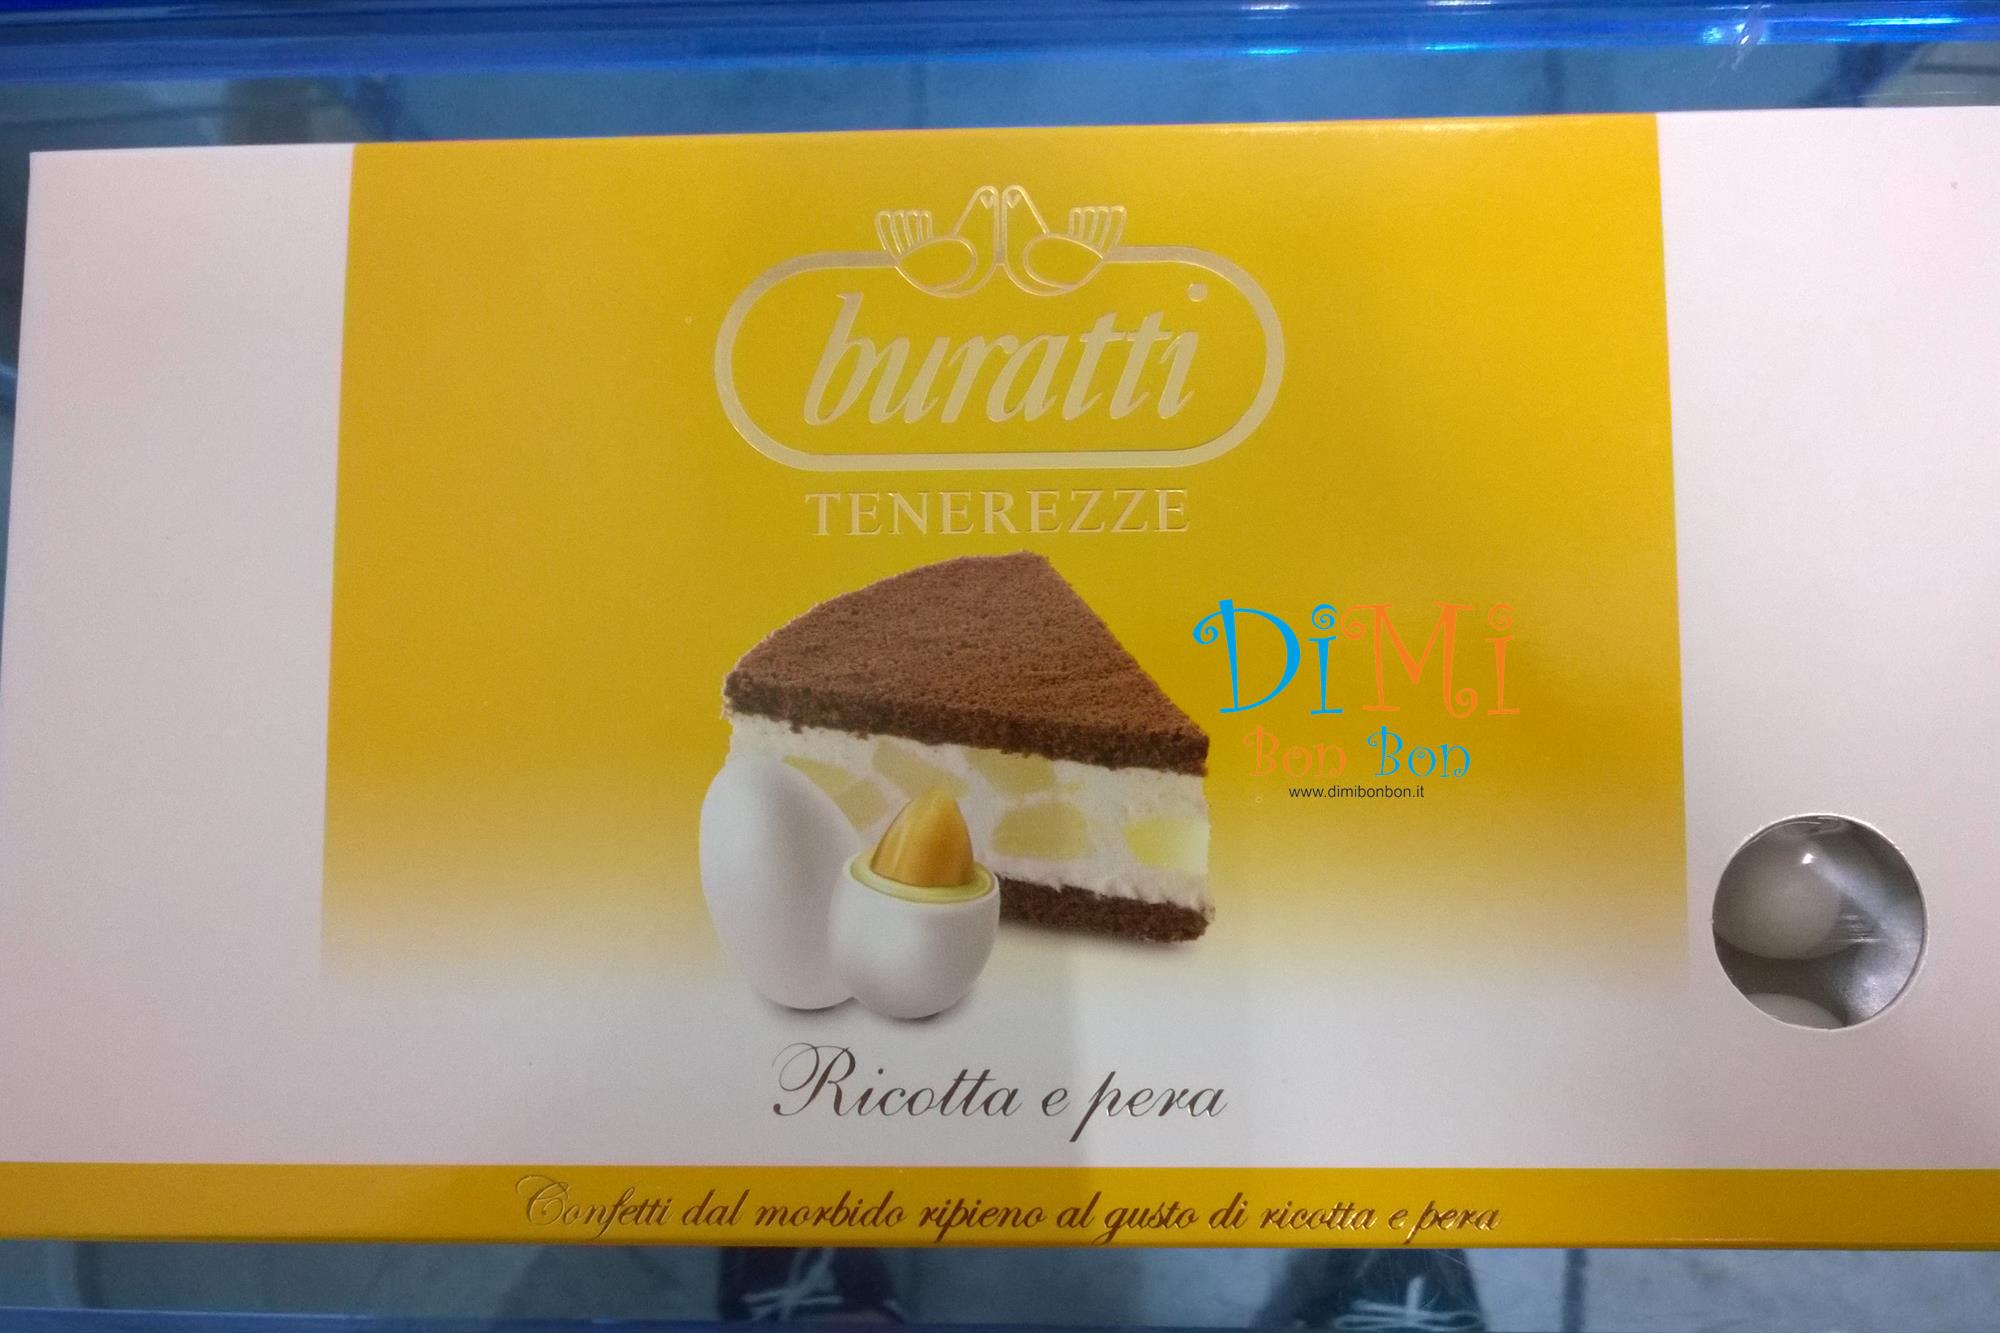 buratti
TENEREZZE
DiMi
Bon Bon
www.dimibonbon.it
Ricotta e pera
Confetti dal morbido ripieno al gusto di ricotta e pera